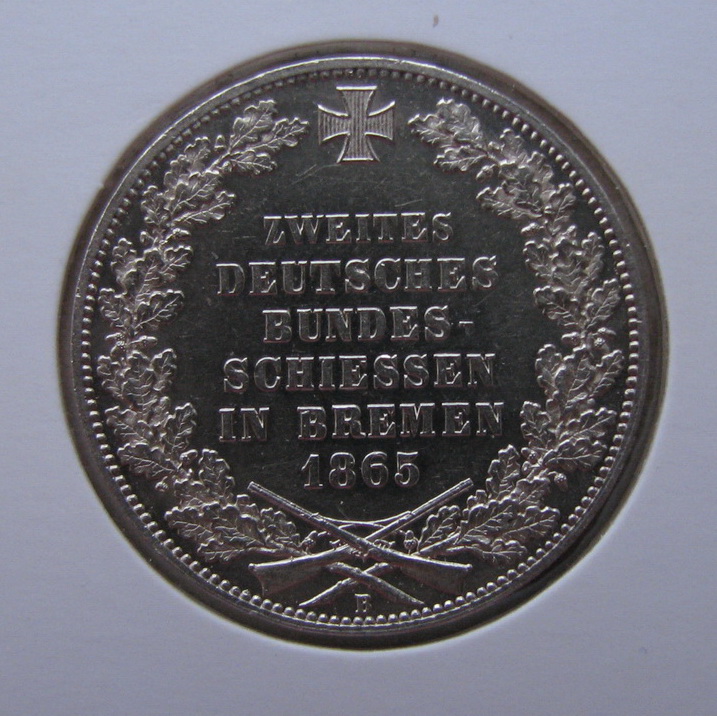 ZWEITES
DEUTSCHES
BUNDES-
SCHIESSEN
IN BREMEN
1865
B